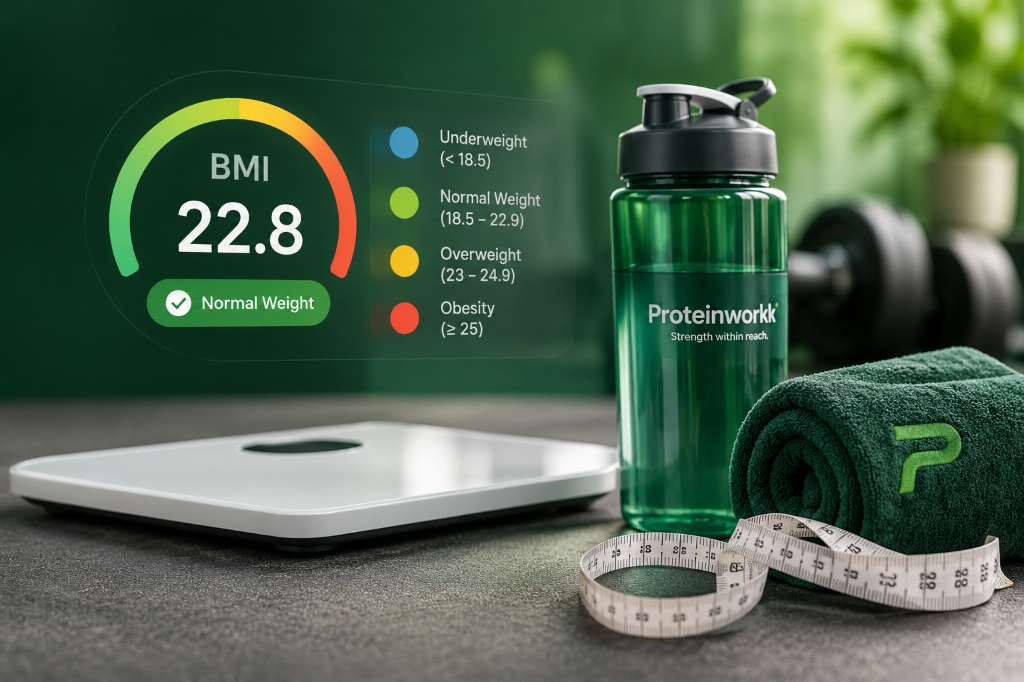 BMI
22.8
Normal Weight
Underweight
(< 18.5)
Normal Weight
(18.5 – 22.9)
Overweight
(23 – 24.9)
Obesity
(≥ 25)
Proteinworkk
Strength within reach.
P